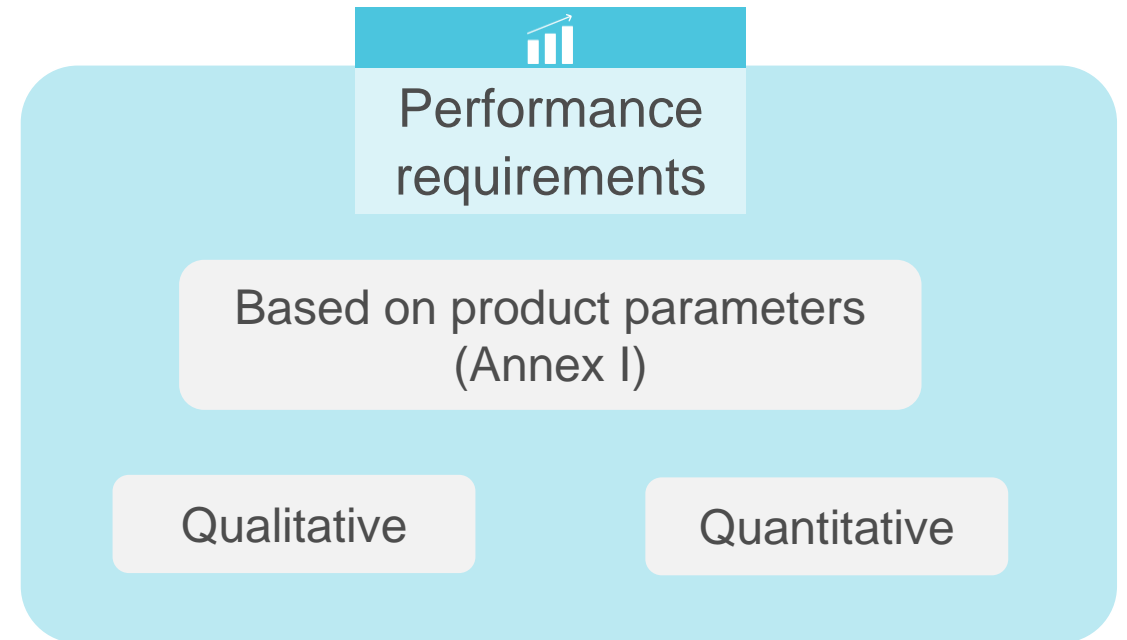 Performance
requirements
Based on product parameters
(Annex I)
Qualitative
Quantitative